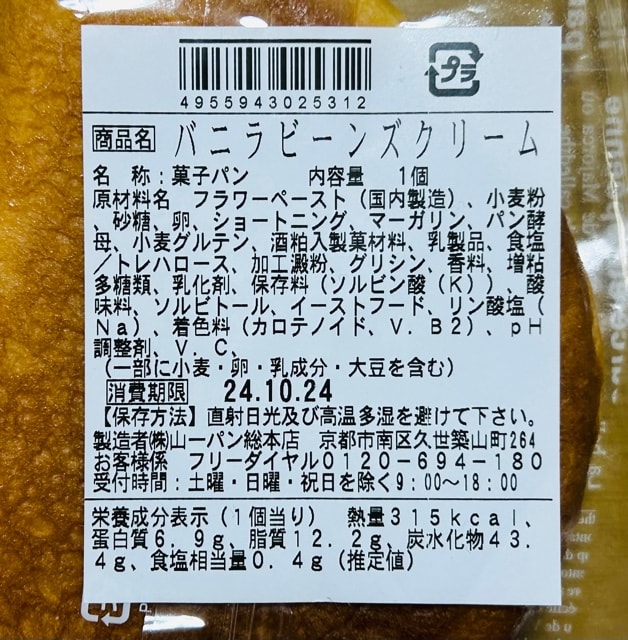 4955943025312
プラ
商品名 バニラビーンズクリーム
名 称：菓子パン 内容量 1個
原材料名 フラワーペースト（国内製造）、小麦粉
、砂糖、卵、ショートニング、マーガリン、パン酵
母、小麦グルテン、酒粕入製菓材料、乳製品、食塩
／トレハロース、加工澱粉、グリシン、香料、増粘
多糖類、乳化剤、保存料（ソルビン酸（K））、酸
味料、ソルビトール、イーストフード、リン酸塩（
Na）、着色料（カロテノイド、V．B2）、pH
調整剤、V．C、
（一部に小麦・卵・乳成分・大豆を含む）
消費期限 24.10.24
【保存方法】直射日光及び高温多湿を避けて下さい。
製造者㈱山一パン総本店 京都市南区久世築山町264
お客様係 フリーダイヤル0120-694-180
受付時間：土曜・日曜・祝日を除く9：00～18：00
栄養成分表示（1個当り） 熱量315kcal、
蛋白質6．9g、脂質12．2g、炭水化物43．
4g、食塩相当量0．4g（推定値）